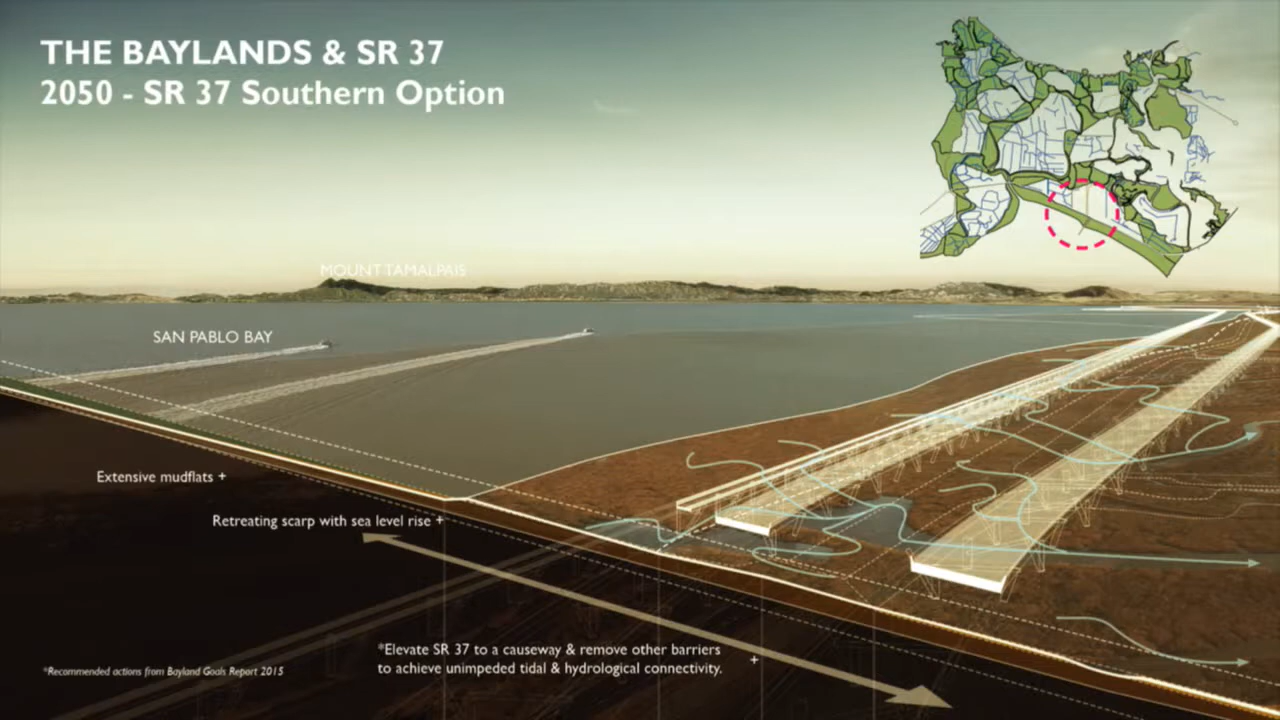 THE BAYLANDS & SR 37
2050 - SR 37 Southern Option
MOUNT TAMALPAIS
SAN PABLO BAY
Extensive mudflats +
Retreating scarp with sea level rise +
*Elevate SR 37 to a causeway & remove other barriers
to achieve unimpeded tidal & hydrological connectivity. +
*Recommended actions from Bayland Goals Report 2015